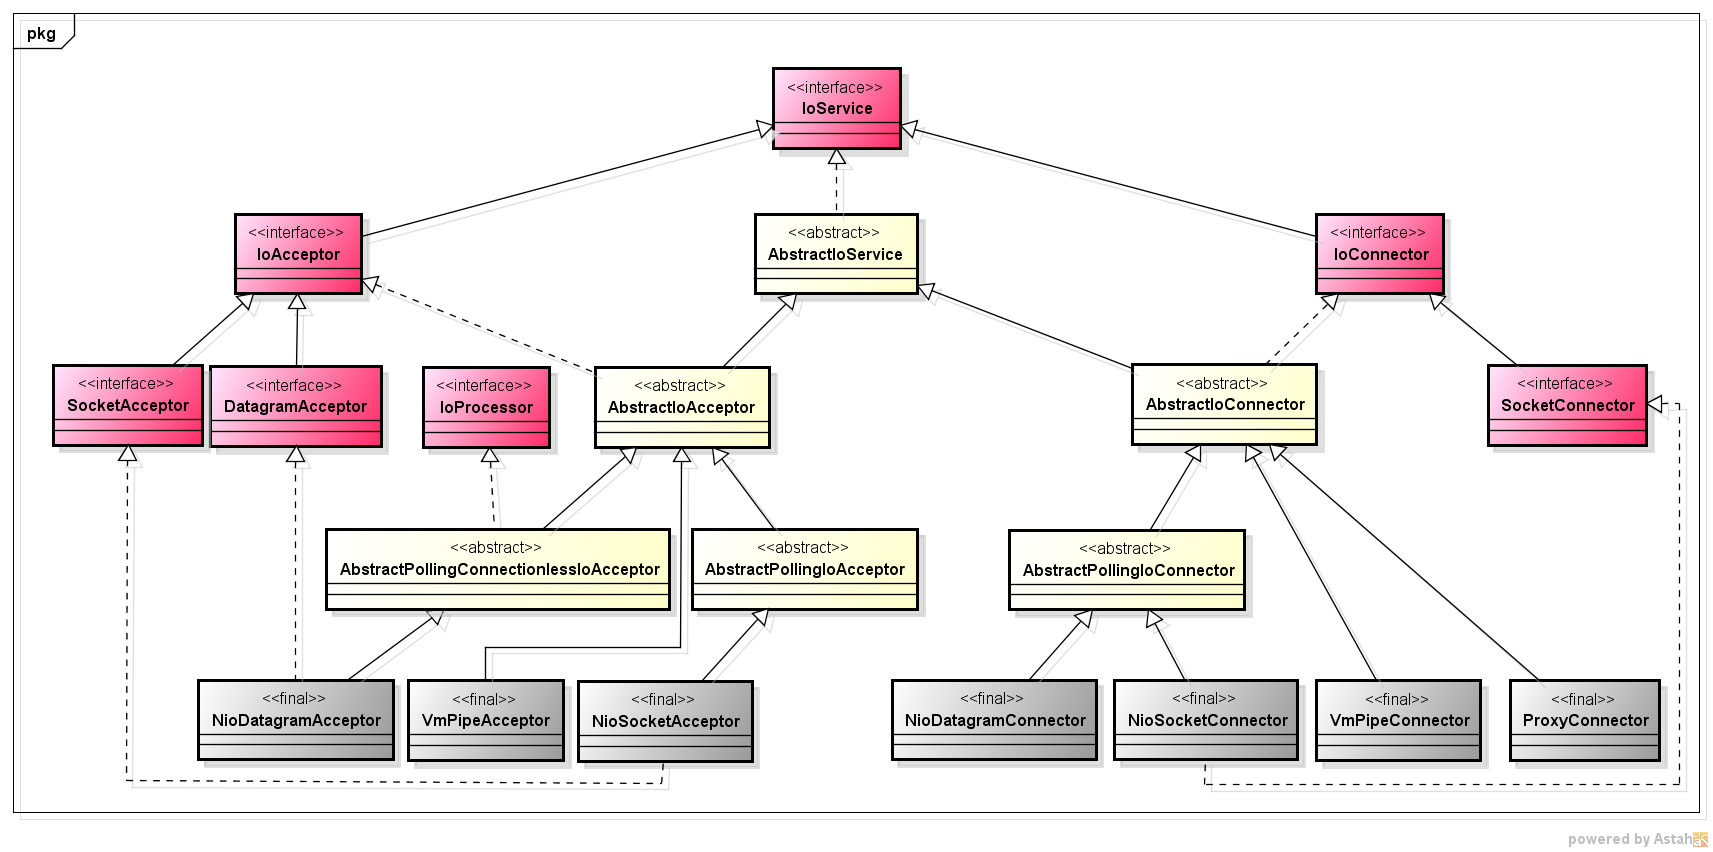 pkg
<<interface>>
IoService
<<interface>>
IoAcceptor
<<abstract>>
AbstractIoService
<<interface>>
IoConnector
<<interface>>
SocketAcceptor
<<interface>>
DatagramAcceptor
<<interface>>
IoProcessor
<<abstract>>
AbstractIoAcceptor
<<abstract>>
AbstractIoConnector
<<interface>>
SocketConnector
<<abstract>>
AbstractPollingConnectionlessIoAcceptor
<<abstract>>
AbstractPollingIoAcceptor
<<abstract>>
AbstractPollingIoConnector
<<final>>
NioDatagramAcceptor
<<final>>
VmPipeAcceptor
<<final>>
NioSocketAcceptor
<<final>>
NioDatagramConnector
<<final>>
NioSocketConnector
<<final>>
VmPipeConnector
<<final>>
ProxyConnector
powered by Astah